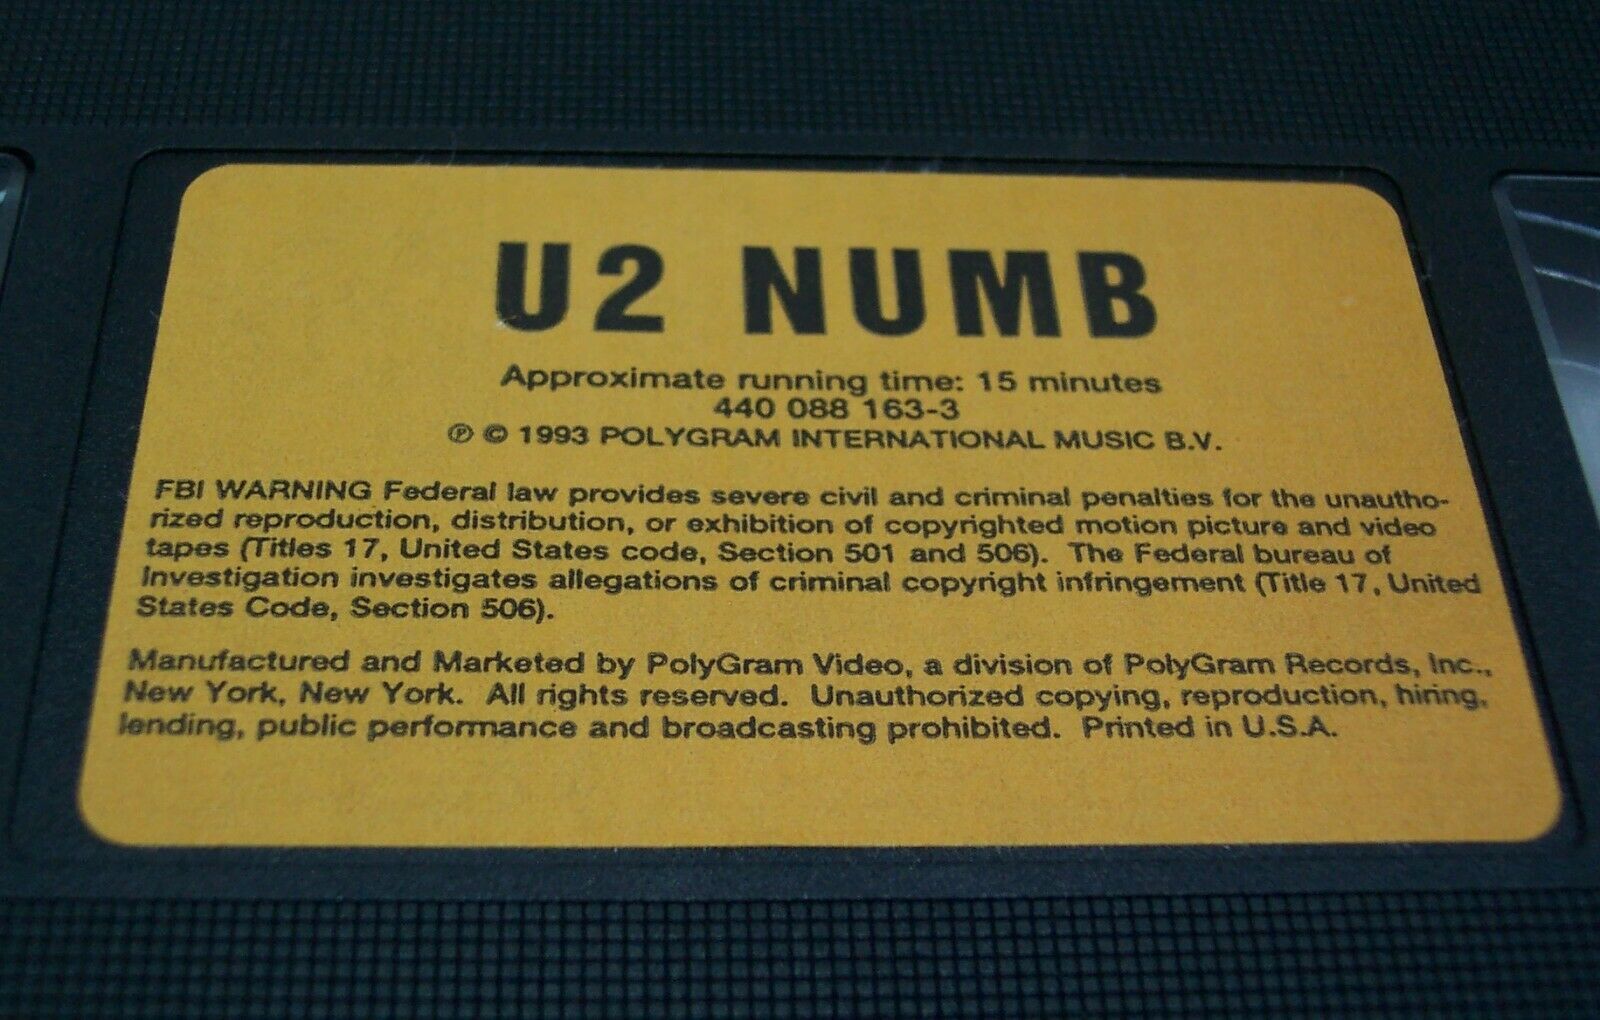 U2 NUMB
Approximate running time: 15 minutes
440 088 163-3
℗ © 1993 POLYGRAM INTERNATIONAL MUSIC B.V.
FBI WARNING Federal law provides severe civil and criminal penalties for the unautho-
rized reproduction, distribution, or exhibition of copyrighted motion picture and video
tapes (Titles 17, United States code, Section 501 and 506). The Federal bureau of
Investigation investigates allegations of criminal copyright infringement (Title 17, United
States Code, Section 506).
Manufactured and Marketed by PolyGram Video, a division of PolyGram Records, Inc.,
New York, New York. All rights reserved. Unauthorized copying, reproduction, hiring,
lending, public performance and broadcasting prohibited. Printed in U.S.A.